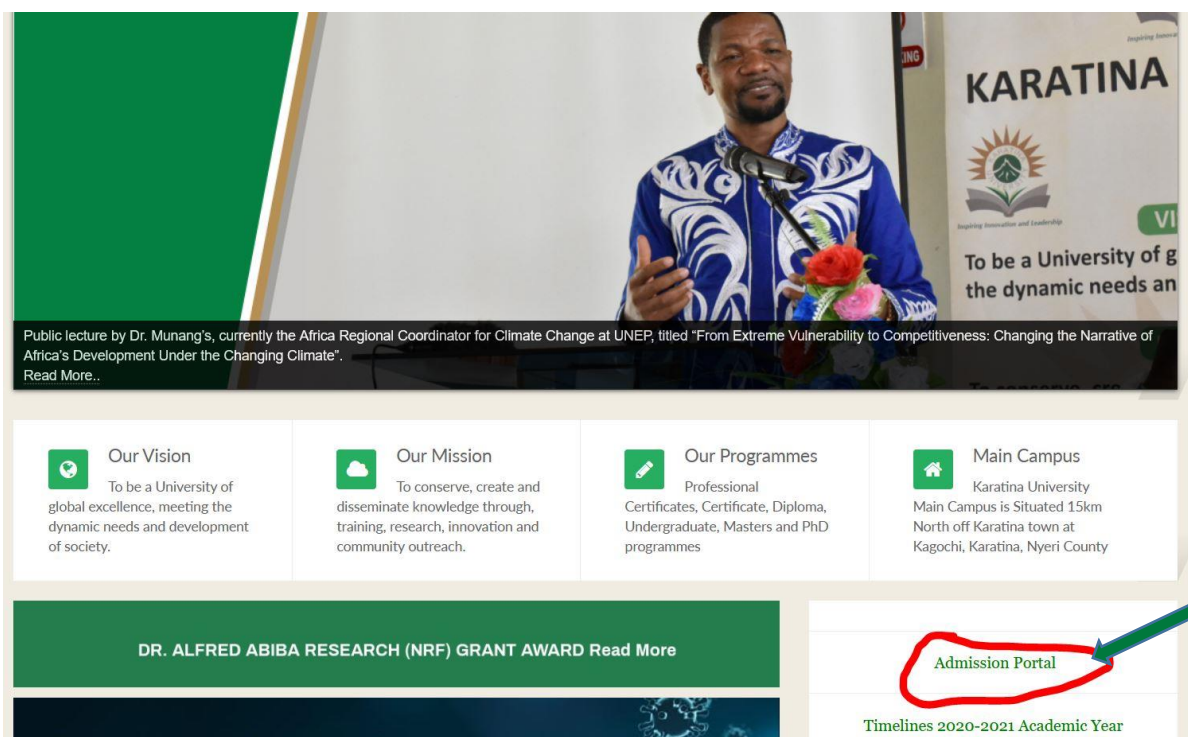 KING
KARATINA
Inspiring Innovation and Leadership
VI
To be a University of g
the dynamic needs an
Public lecture by Dr. Munang's, currently the Africa Regional Coordinator for Climate Change at UNEP, titled “From Extreme Vulnerability to Competitiveness: Changing the Narrative of
Africa's Development Under the Changing Climate”.
Read More..
Our Vision
To be a University of
global excellence, meeting the
dynamic needs and development
of society.
Our Mission
To conserve, create and
disseminate knowledge through,
training, research, innovation and
community outreach.
Our Programmes
Professional
Certificates, Certificate, Diploma,
Undergraduate, Masters and PhD
programmes
Main Campus
Karatina University
Main Campus is Situated 15km
North off Karatina town at
Kagochi, Karatina, Nyeri County
DR. ALFRED ABIBA RESEARCH (NRF) GRANT AWARD Read More
Admission Portal
Timelines 2020-2021 Academic Year